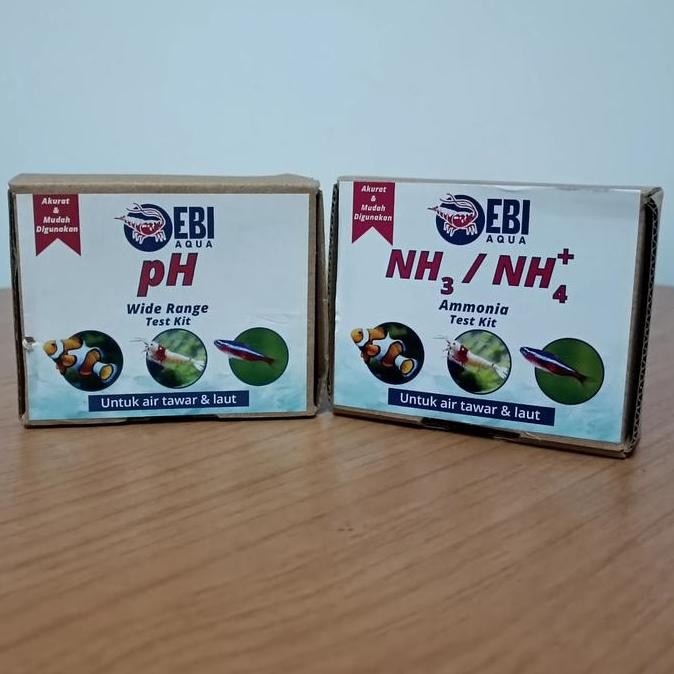 Akurat
&
Mudah
Digunakan
EBI
AQUA
pH
Wide Range
Test Kit
Untuk air tawar & laut
Akurat
&
Mudah
Digunakan
EBI
AQUA
NH₃ / NH₄⁺
Ammonia
Test Kit
Untuk air tawar & laut